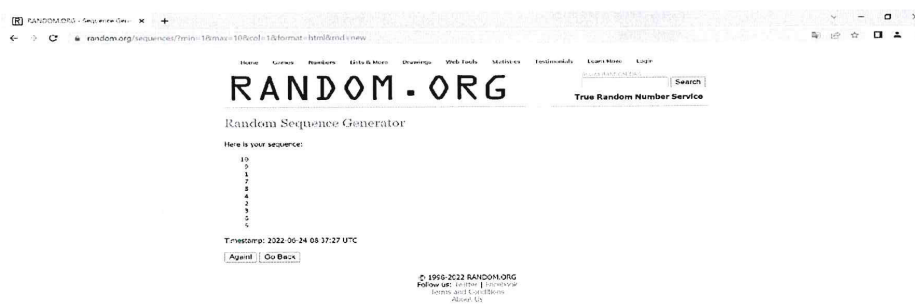 RANDOM.ORG - Sequence Gen
random.org/sequences/?min=1&max=10&col=1&format=html&rnd=new
Home Games Numbers Lists & More Drawings Web Tools Statistics Testimonials Learn More Login
RANDOM.ORG
Search RANDOM.ORG
Search
True Random Number Service
Random Sequence Generator
Here is your sequence:
10
9
1
7
8
4
2
3
6
5
Timestamp: 2022-06-24 08:37:27 UTC
Again! Go Back
© 1998-2022 RANDOM.ORG
Follow us: Twitter | Facebook
Terms and Conditions
About Us